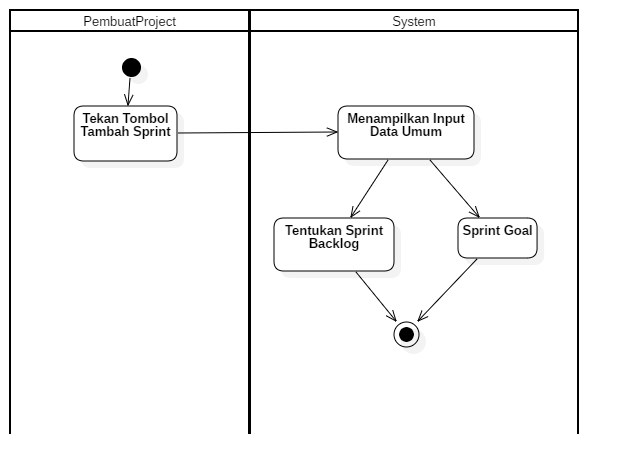 PembuatProject
System
Tekan Tombol
Tambah Sprint
Menampilkan Input
Data Umum
Tentukan Sprint
Backlog
Sprint Goal